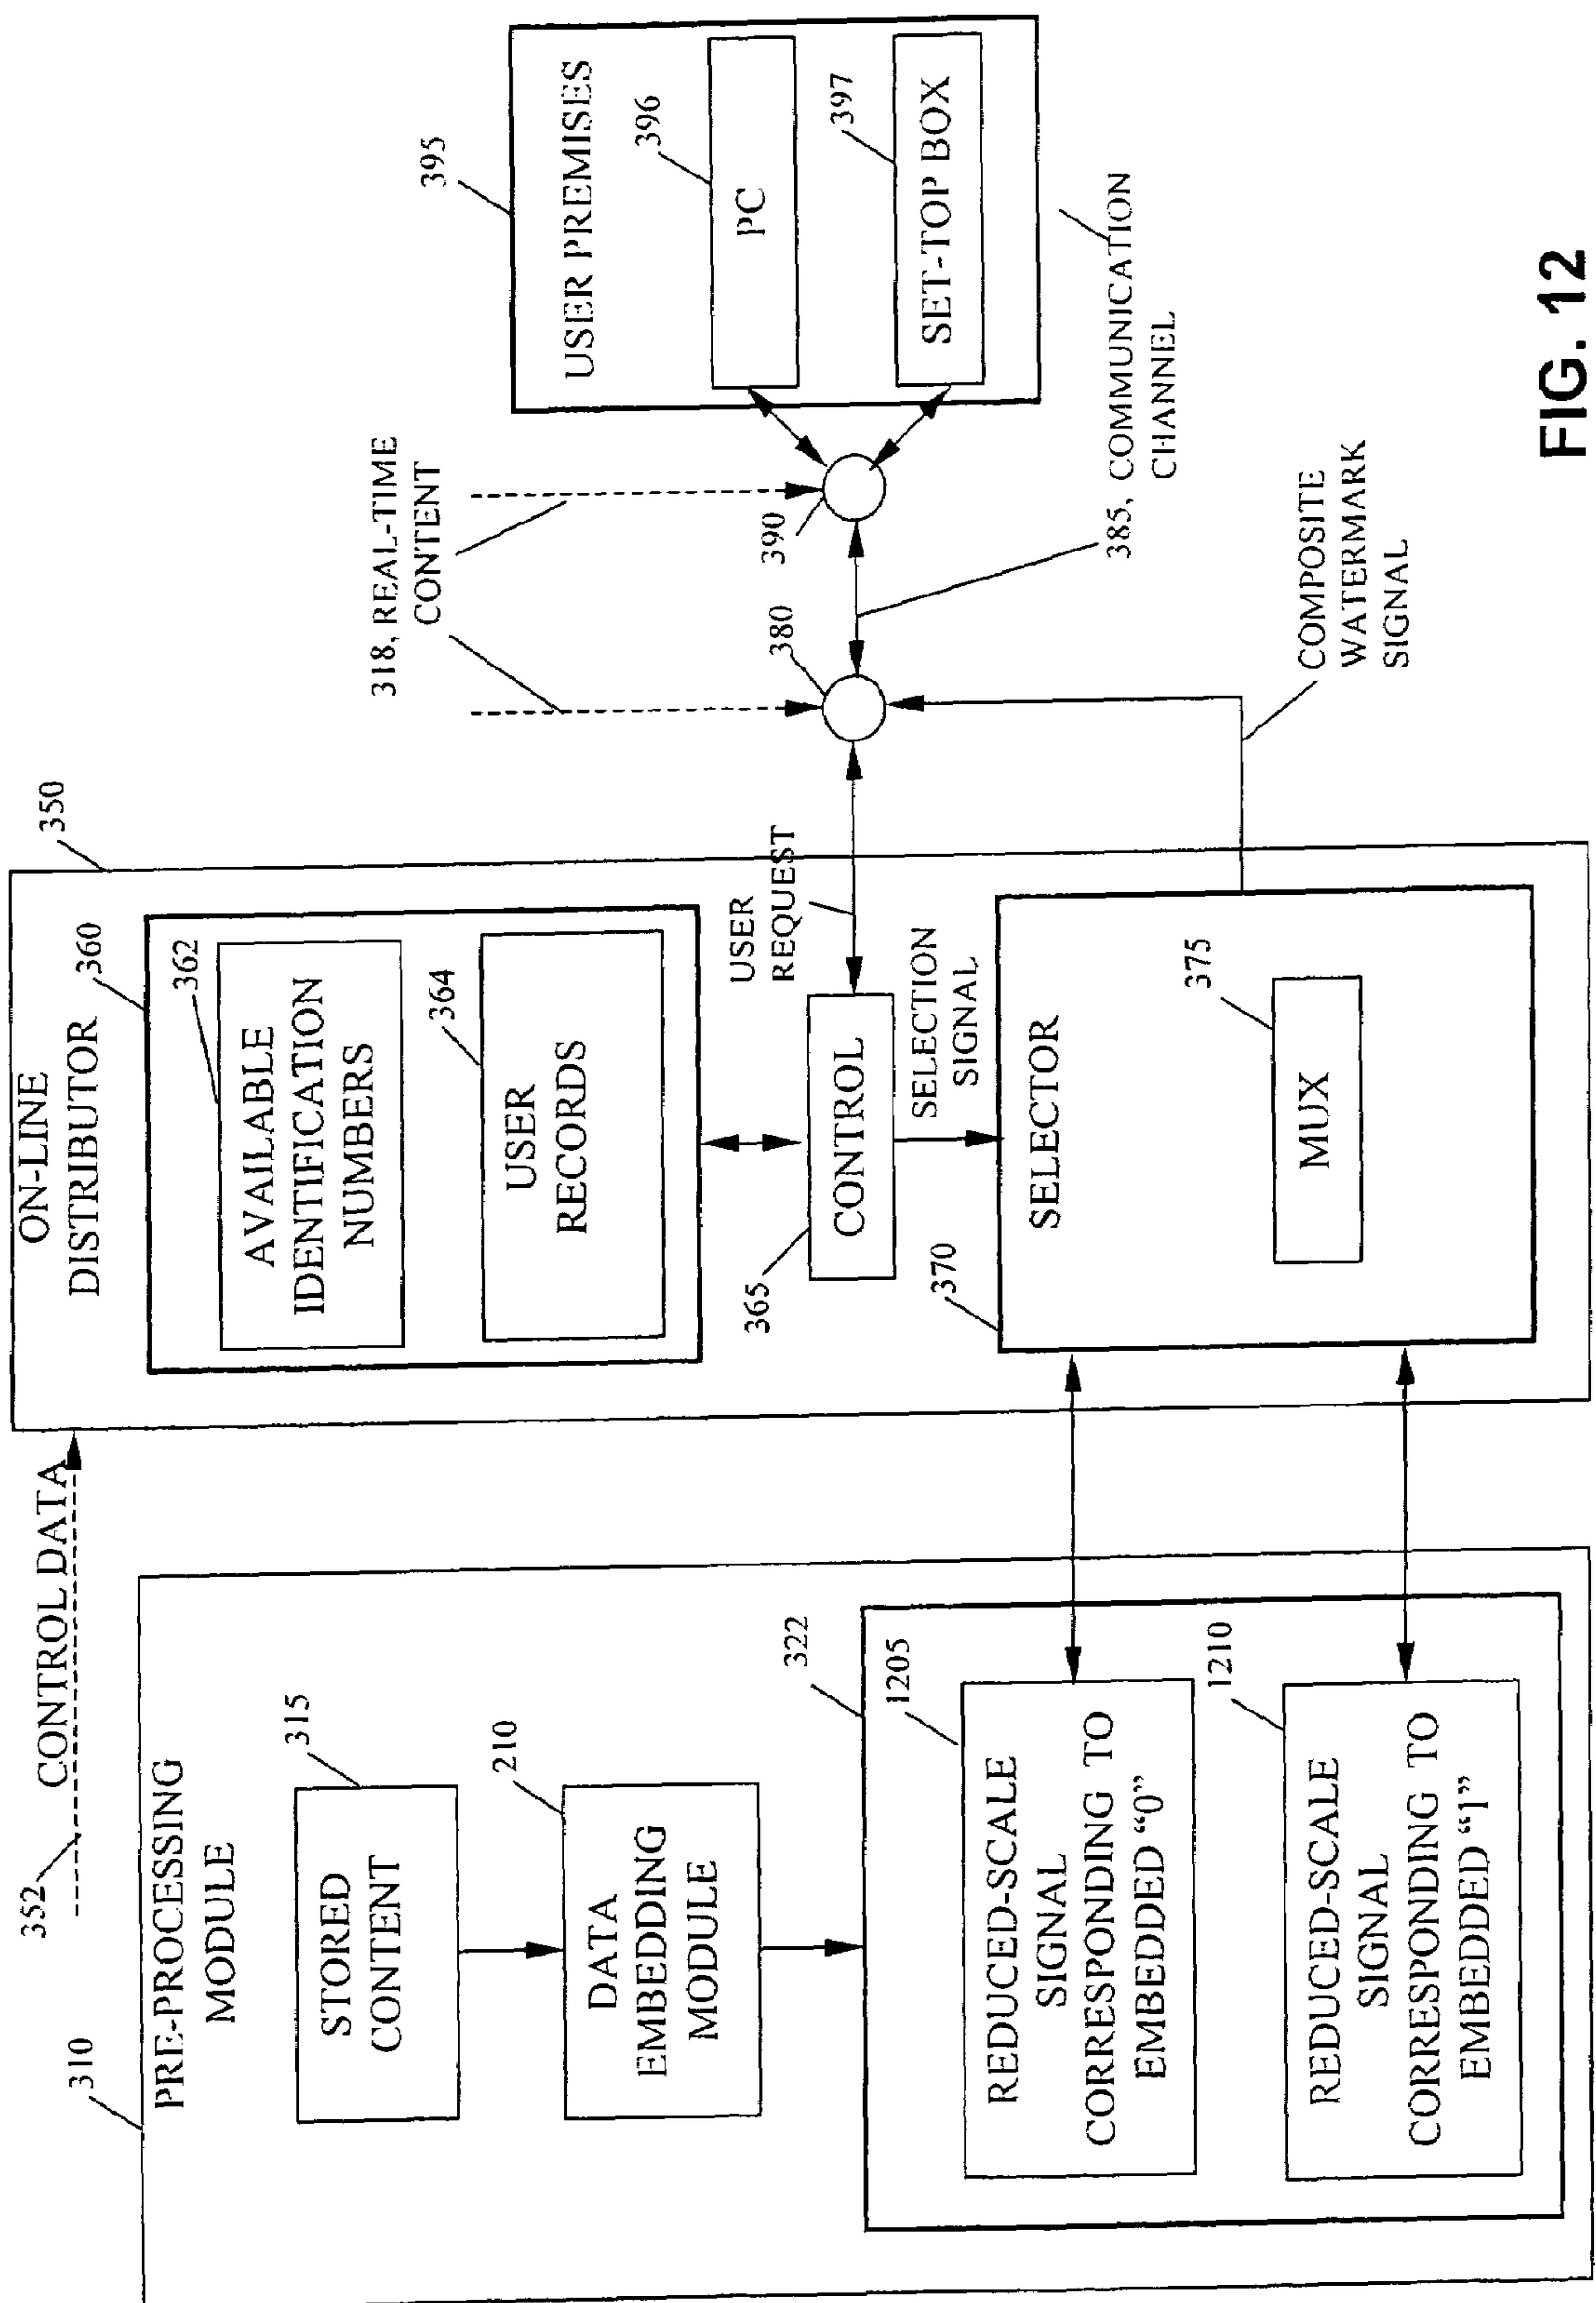 352
CONTROL DATA
310
PRE-PROCESSING
MODULE
315
STORED
CONTENT
210
DATA
EMBEDDING
MODULE
322
1205
REDUCED-SCALE
SIGNAL
CORRESPONDING TO
EMBEDDED “0”
1210
REDUCED-SCALE
SIGNAL
CORRESPONDING TO
EMBEDDED “1”
350
ON-LINE
DISTRIBUTOR
360
362
AVAILABLE
IDENTIFICATION
NUMBERS
364
USER
RECORDS
365
CONTROL
USER
REQUEST
SELECTION
SIGNAL
370
SELECTOR
375
MUX
318, REAL-TIME
CONTENT
380
390
395
USER PREMISES
396
PC
397
SET-TOP BOX
385, COMMUNICATION
CHANNEL
COMPOSITE
WATERMARK
SIGNAL
FIG. 12